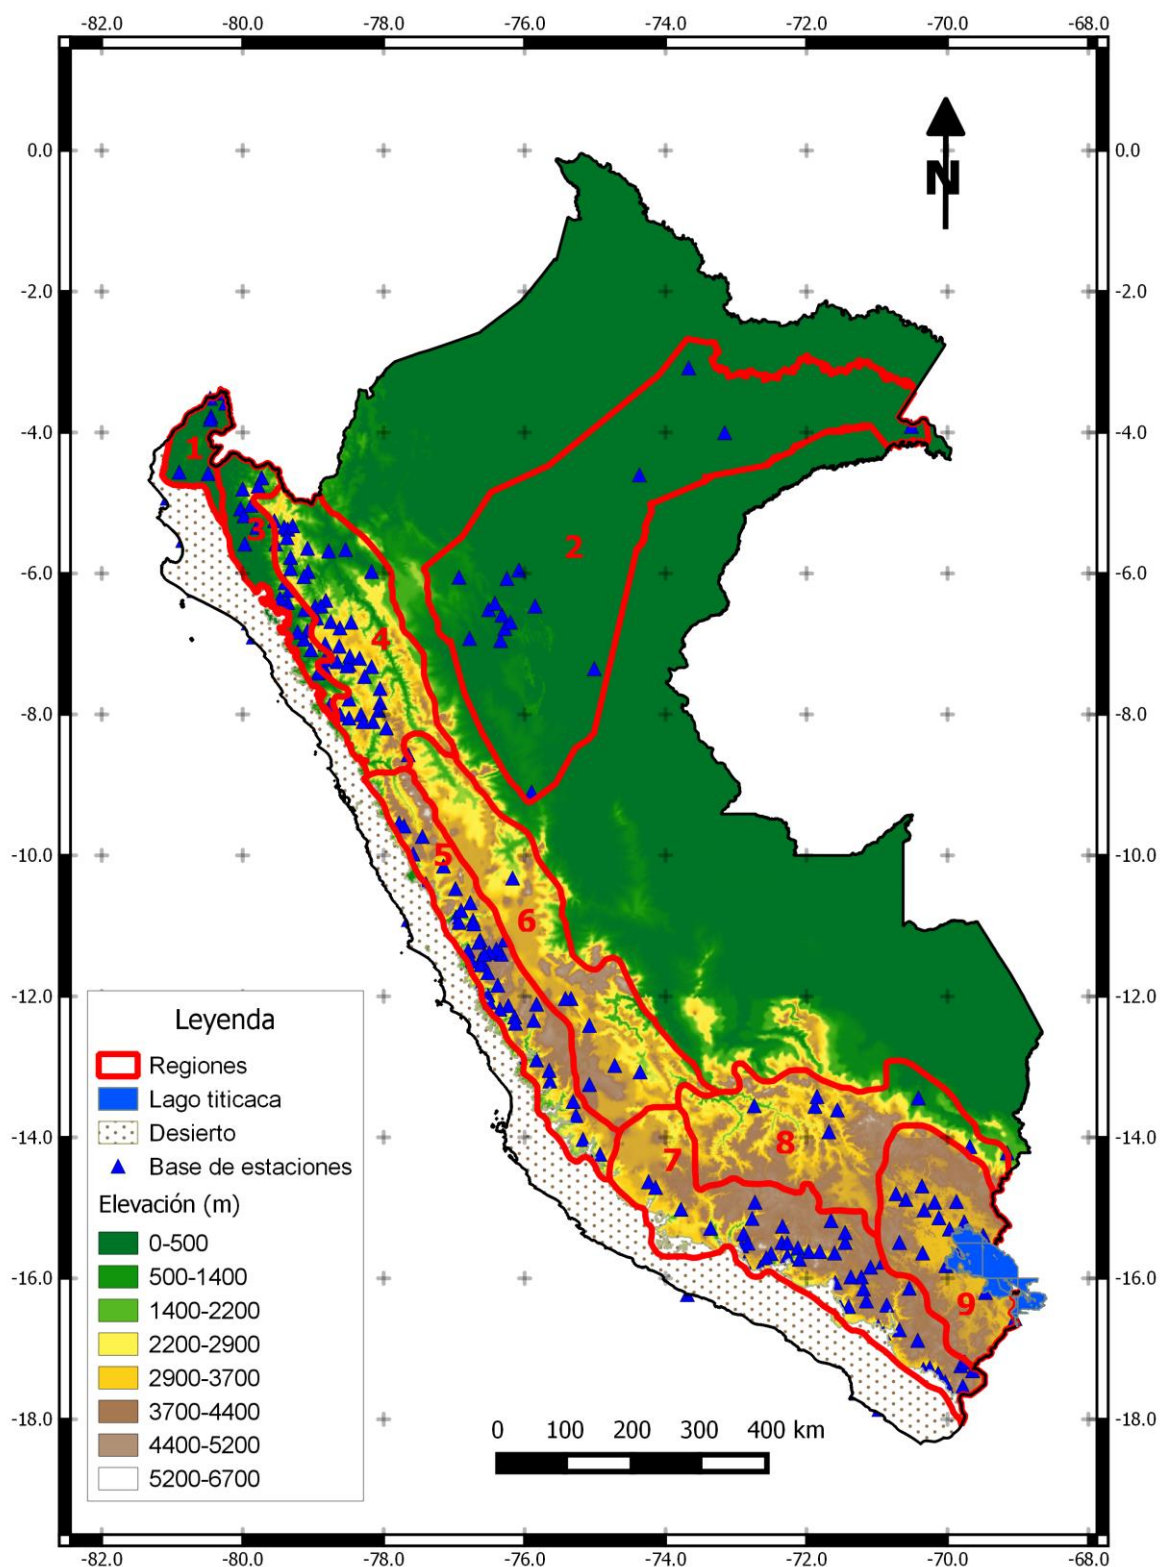 -82.0 -80.0 -78.0 -76.0 -74.0 -72.0 -70.0 -68.0
N
0.0 0.0
-2.0 -2.0
-4.0 -4.0
1
2
3
-6.0 -6.0
4
-8.0 -8.0
5
-10.0 -10.0
6
-12.0 -12.0
-14.0 -14.0
7
8
-16.0 -16.0
9
-18.0 -18.0
Leyenda
Regiones
Lago titicaca
Desierto
Base de estaciones
Elevación (m)
0-500
500-1400
1400-2200
2200-2900
2900-3700
3700-4400
4400-5200
5200-6700
0 100 200 300 400 km
-82.0 -80.0 -78.0 -76.0 -74.0 -72.0 -70.0 -68.0